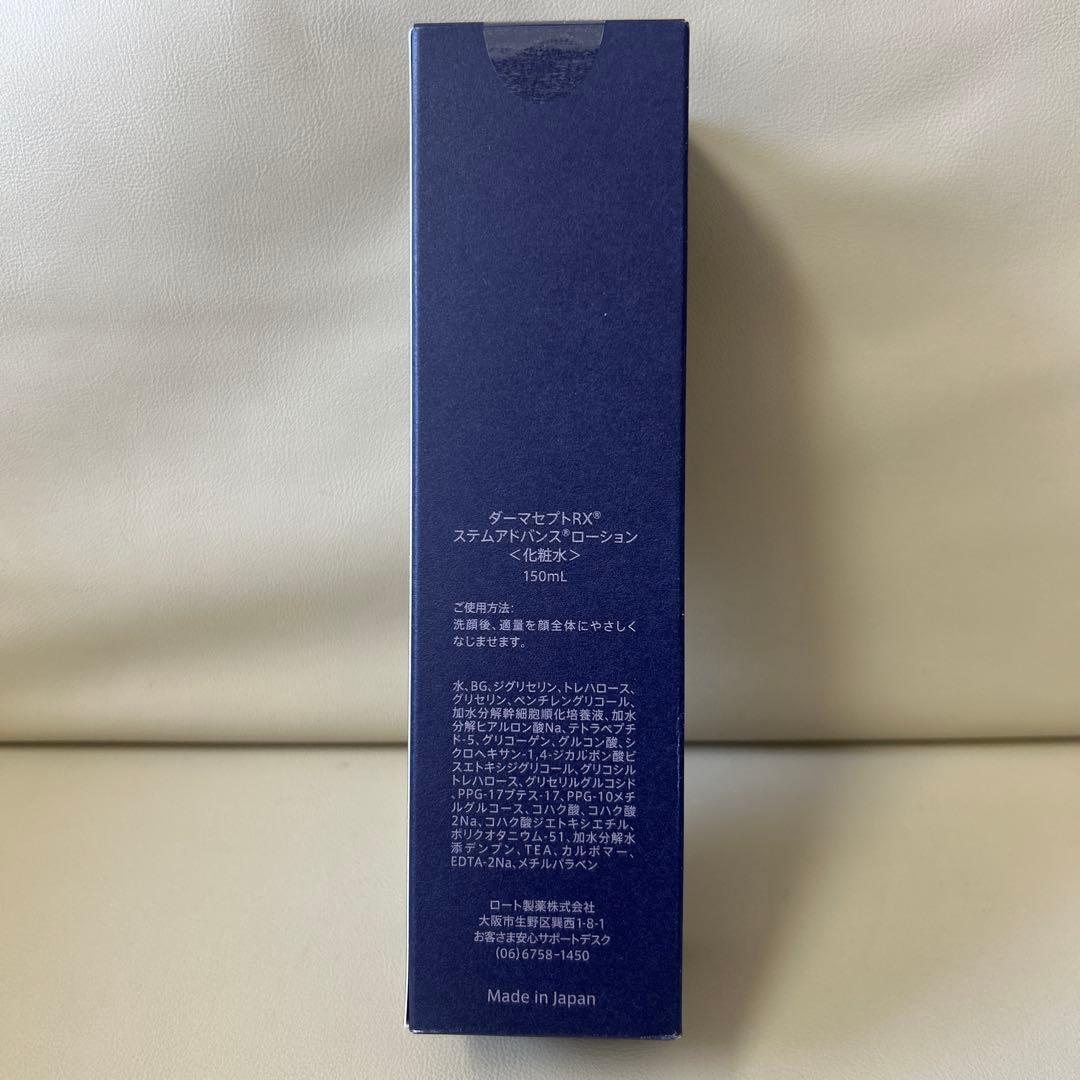 ダーマセプトRX®
ステムアドバンス®ローション
＜化粧水＞
150mL
ご使用方法:
洗顔後、適量を顔全体にやさしく
なじませます。
水、BG、ジグリセリン、トレハロース、
グリセリン、ペンチレングリコール、
加水分解幹細胞順化培養液、加水
分解ヒアルロン酸Na、テトラペプチ
ド-5、グリコーゲン、グルコン酸、シ
クロヘキサン-1,4-ジカルボン酸ビ
スエトキシジグリコール、グリコシル
トレハロース、グリセリルグルコシド
、PPG-17ブテス-17、PPG-10メチ
ルグルコース、コハク酸、コハク酸
2Na、コハク酸ジエトキシエチル、
ポリクオタニウム-51、加水分解水
添デンプン、TEA、カルボマー、
EDTA-2Na、メチルパラベン
ロート製薬株式会社
大阪市生野区巽西1-8-1
お客さま安心サポートデスク
(06)6758-1450
Made in Japan